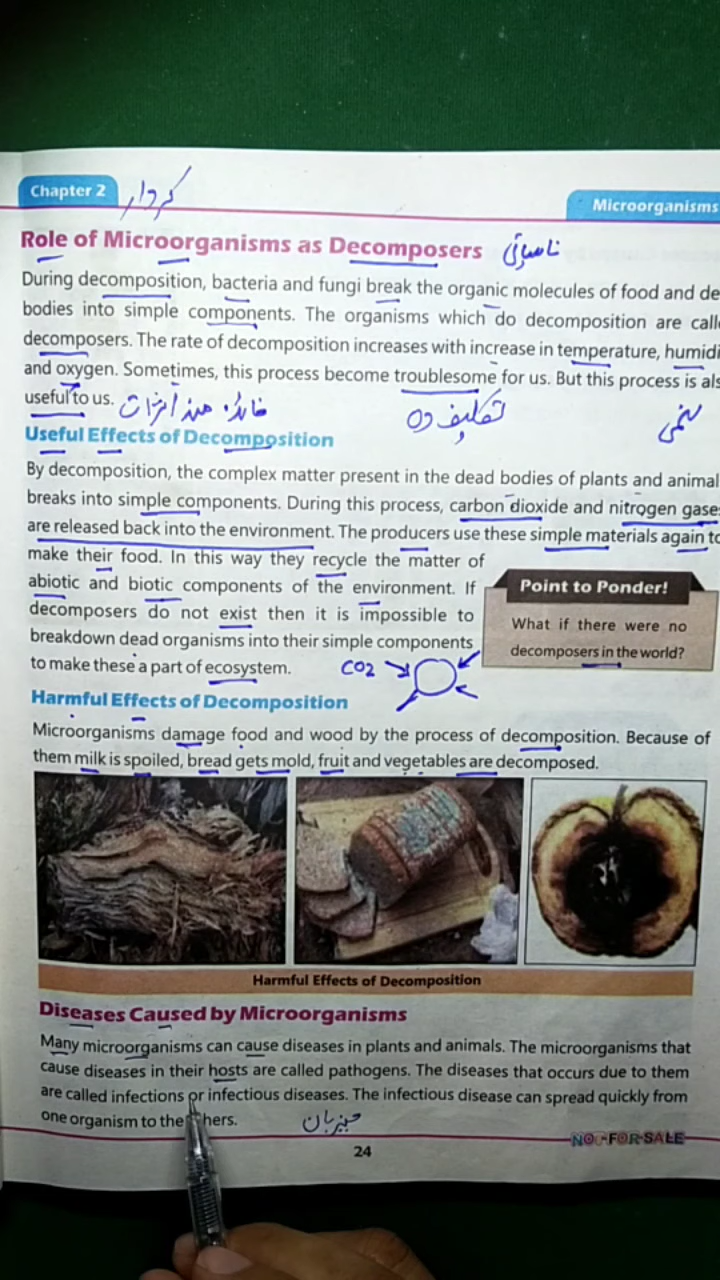 Chapter 2
کردار
Microorganisms
Role of Microorganisms as Decomposers
During decomposition, bacteria and fungi break the organic molecules of food and de
bodies into simple components. The organisms which do decomposition are calle
decomposers. The rate of decomposition increases with increase in temperature, humidi
and oxygen. Sometimes, this process become troublesome for us. But this process is als
useful to us.
فائدہ مند اثرات
تکلیف دہ
نمی
Useful Effects of Decomposition
By decomposition, the complex matter present in the dead bodies of plants and animal
breaks into simple components. During this process, carbon dioxide and nitrogen gase
are released back into the environment. The producers use these simple materials again to
make their food. In this way they recycle the matter of
abiotic and biotic components of the environment. If
decomposers do not exist then it is impossible to
breakdown dead organisms into their simple components
to make these a part of ecosystem.
CO2
Point to Ponder!
What if there were no
decomposers in the world?
Harmful Effects of Decomposition
Microorganisms damage food and wood by the process of decomposition. Because of
them milk is spoiled, bread gets mold, fruit and vegetables are decomposed.
Harmful Effects of Decomposition
Diseases Caused by Microorganisms
Many microorganisms can cause diseases in plants and animals. The microorganisms that
cause diseases in their hosts are called pathogens. The diseases that occurs due to them
are called infections or infectious diseases. The infectious disease can spread quickly from
one organism to the hers.
میزبان
24
NOT FOR SALE